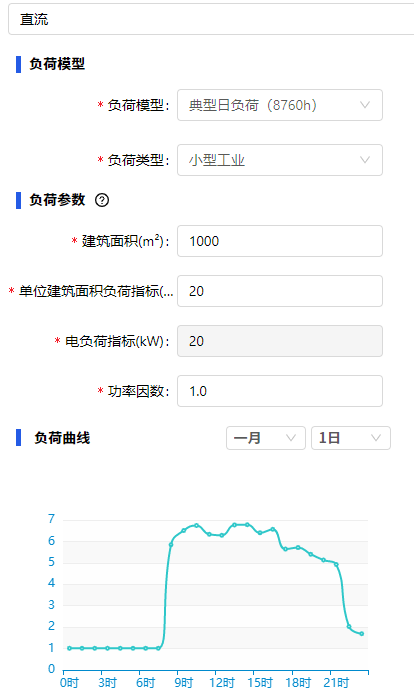 直流
负荷模型
* 负荷模型: 典型日负荷（8760h）
* 负荷类型: 小型工业
负荷参数 ?
* 建筑面积(m²): 1000
* 单位建筑面积负荷指标(... 20
* 电负荷指标(kW): 20
* 功率因数: 1.0
负荷曲线 一月 1日
7
6
5
4
3
2
1
0
0时 3时 6时 9时 12时 15时 18时 21时